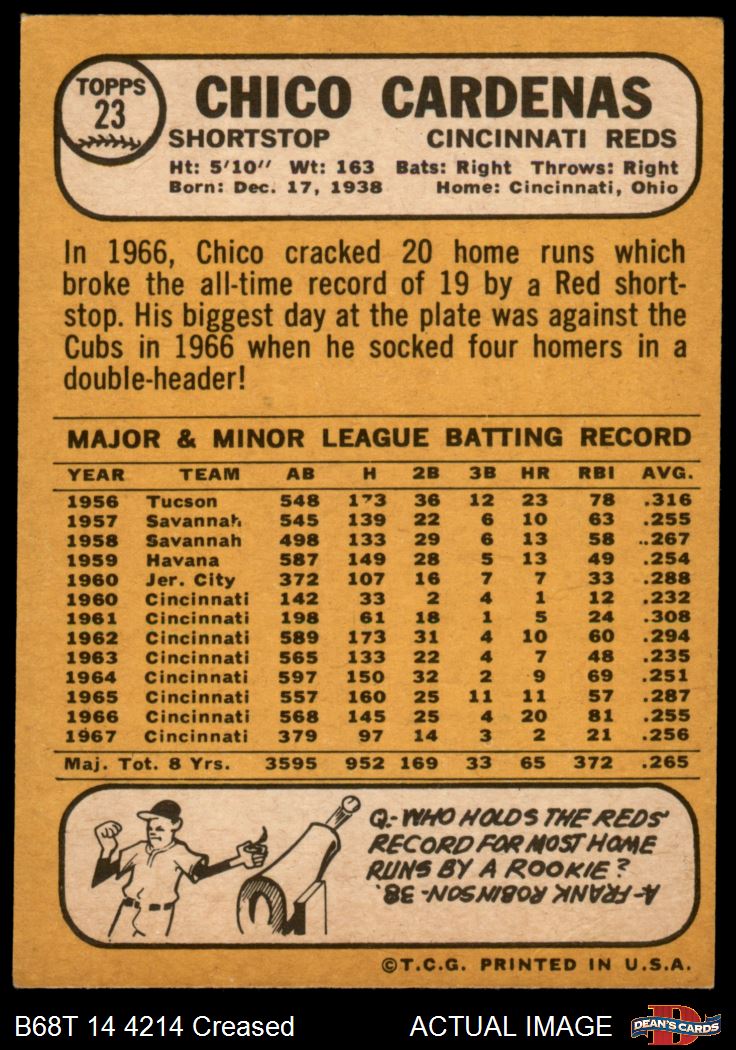 TOPPS
23
CHICO CARDENAS
SHORTSTOP CINCINNATI REDS
Ht: 5'10" Wt: 163 Bats: Right Throws: Right
Born: Dec. 17, 1938 Home: Cincinnati, Ohio
In 1966, Chico cracked 20 home runs which
broke the all-time record of 19 by a Red short-
stop. His biggest day at the plate was against the
Cubs in 1966 when he socked four homers in a
double-header!
MAJOR & MINOR LEAGUE BATTING RECORD
YEAR TEAM AB H 2B 3B HR RBI AVG.
1956 Tucson 548 173 36 12 23 78 .316
1957 Savannah 545 139 22 6 10 63 .255
1958 Savannah 498 133 29 6 13 58 ..267
1959 Havana 587 149 28 5 13 49 .254
1960 Jer. City 372 107 16 7 7 33 .288
1960 Cincinnati 142 33 2 4 1 12 .232
1961 Cincinnati 198 61 18 1 5 24 .308
1962 Cincinnati 589 173 31 4 10 60 .294
1963 Cincinnati 565 133 22 4 7 48 .235
1964 Cincinnati 597 150 32 2 9 69 .251
1965 Cincinnati 557 160 25 11 11 57 .287
1966 Cincinnati 568 145 25 4 20 81 .255
1967 Cincinnati 379 97 14 3 2 21 .256
Maj. Tot. 8 Yrs. 3595 952 169 33 65 372 .265
Q.- WHO HOLDS THE REDS'
RECORD FOR MOST HOME
RUNS BY A ROOKIE?
A-FRANK ROBINSON-38.
©T.C.G. PRINTED IN U.S.A.
B68T 14 4214 Creased ACTUAL IMAGE
D
DEAN'S CARDS